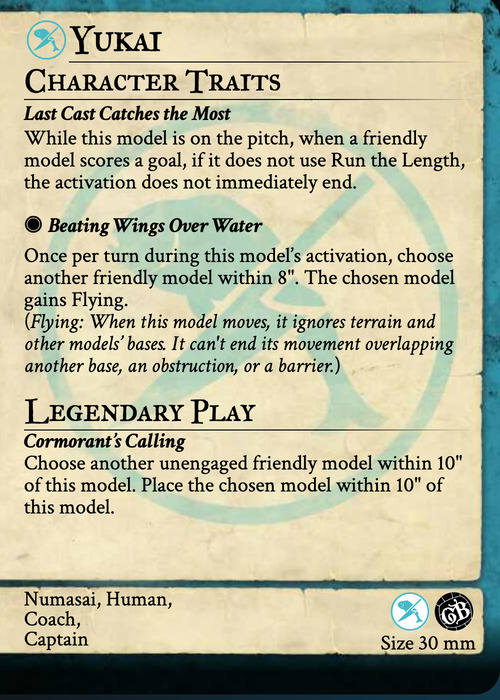 Yukai
Character Traits
Last Cast Catches the Most
While this model is on the pitch, when a friendly
model scores a goal, if it does not use Run the Length,
the activation does not immediately end.
Beating Wings Over Water
Once per turn during this model's activation, choose
another friendly model within 8". The chosen model
gains Flying.
(Flying: When this model moves, it ignores terrain and
other models' bases. It can't end its movement overlapping
another base, an obstruction, or a barrier.)
Legendary Play
Cormorant's Calling
Choose another unengaged friendly model within 10"
of this model. Place the chosen model within 10" of
this model.
Numasai, Human,
Coach,
Captain
GB
Size 30 mm